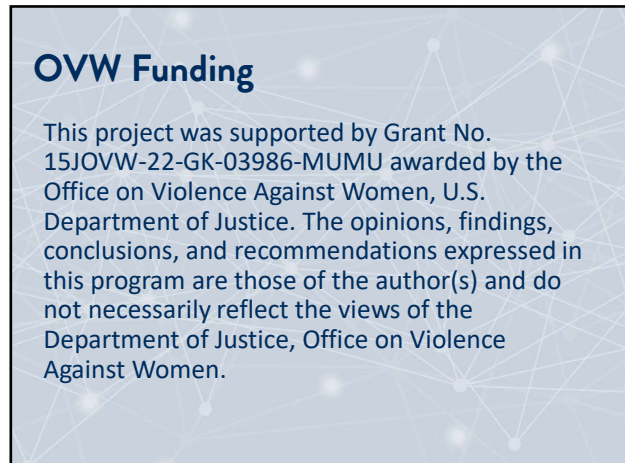 OVW Funding
This project was supported by Grant No.
15JOVW-22-GK-03986-MUMU awarded by the
Office on Violence Against Women, U.S.
Department of Justice. The opinions, findings,
conclusions, and recommendations expressed in
this program are those of the author(s) and do
not necessarily reflect the views of the
Department of Justice, Office on Violence
Against Women.